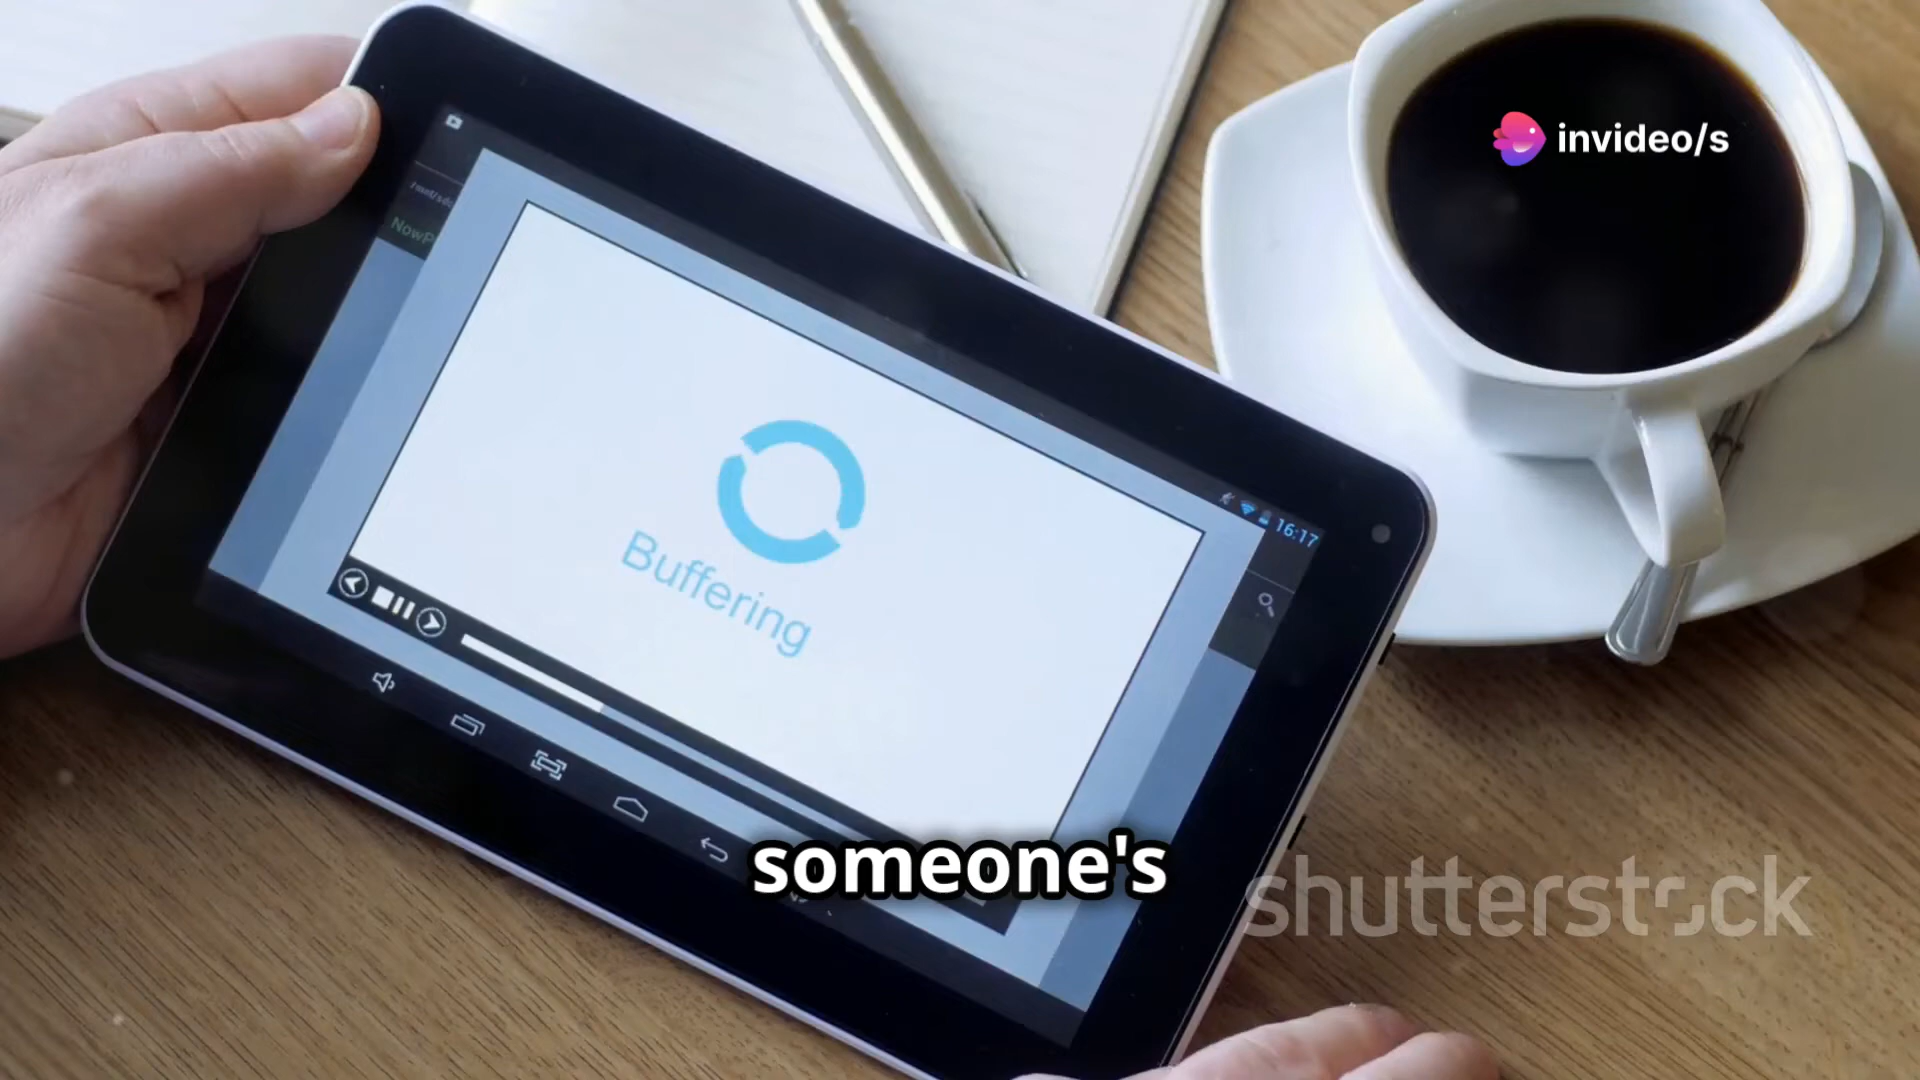 invideo/s
16:17
Buffering
someone's
shutterstock